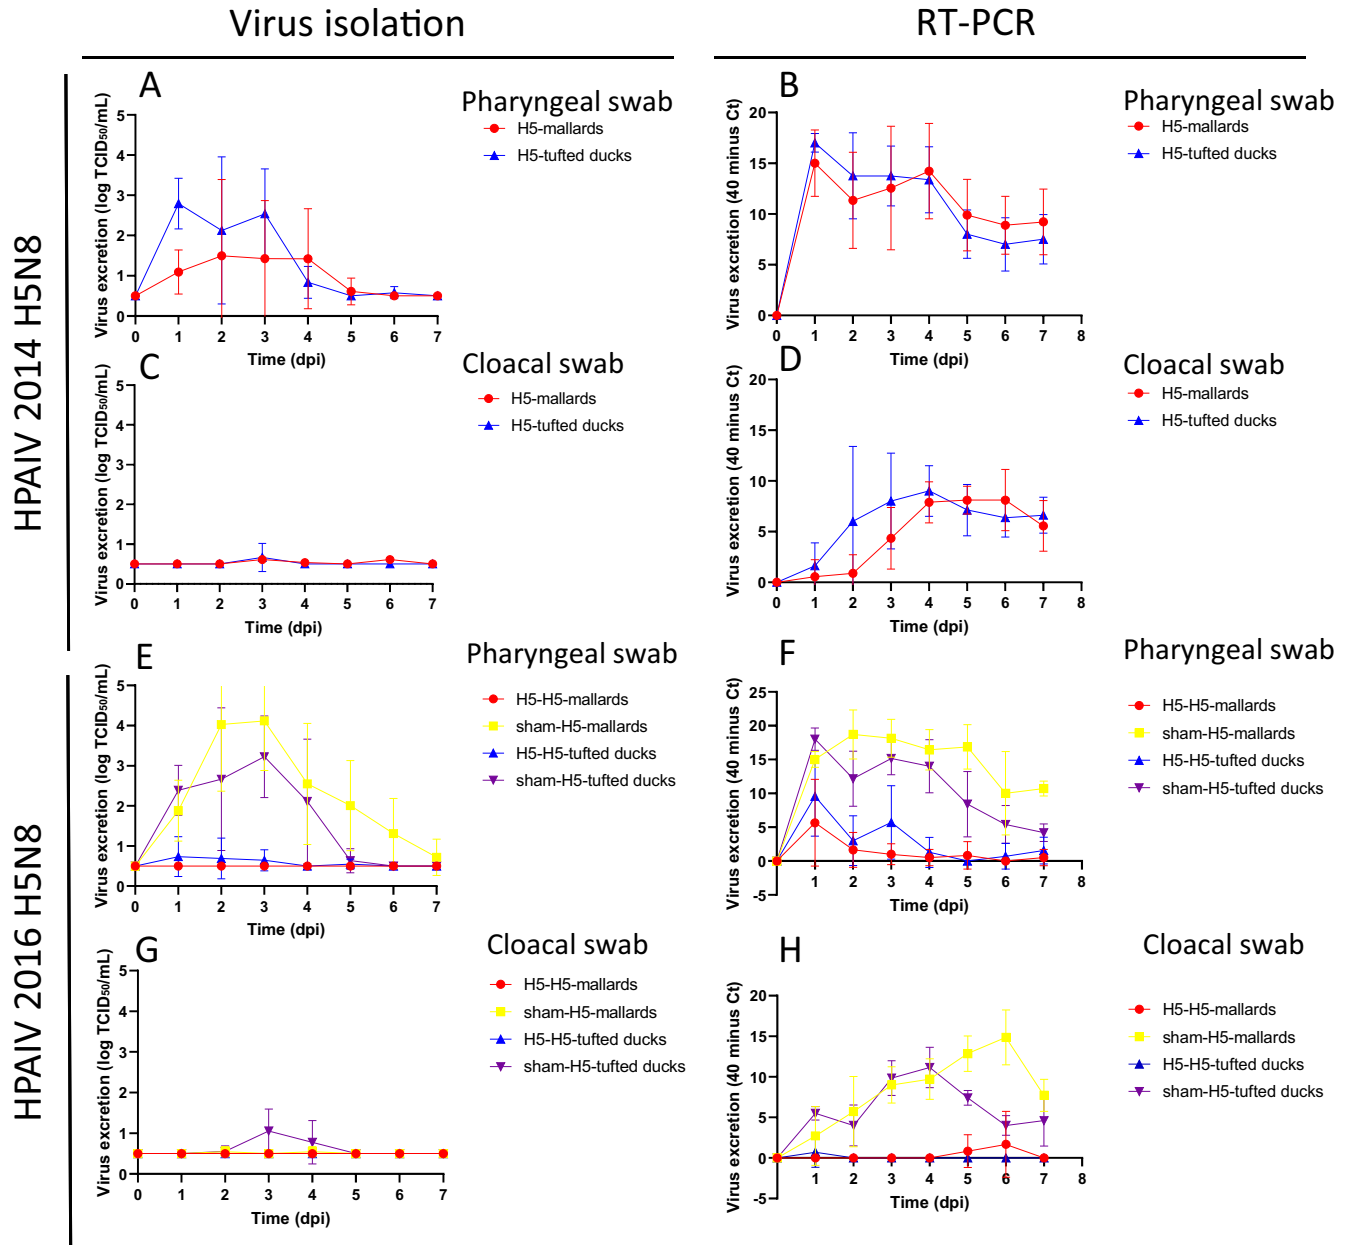 Virus isolation
RT-PCR
HPAIV 2014 H5N8
A
Pharyngeal swab
H5-mallards
H5-tufted ducks
Virus excretion (log TCID50/mL)
5
4
3
2
1
0
0 1 2 3 4 5 6 7
Time (dpi)
B
Pharyngeal swab
H5-mallards
H5-tufted ducks
Virus excretion (40 minus Ct)
20
15
10
5
0
0 1 2 3 4 5 6 7 8
Time (dpi)
C
Cloacal swab
H5-mallards
H5-tufted ducks
Virus excretion (log TCID50/mL)
5
4
3
2
1
0
0 1 2 3 4 5 6 7
Time (dpi)
D
Cloacal swab
H5-mallards
H5-tufted ducks
Virus excretion (40 minus Ct)
20
15
10
5
0
0 1 2 3 4 5 6 7 8
Time (dpi)
HPAIV 2016 H5N8
E
Pharyngeal swab
H5-H5-mallards
sham-H5-mallards
H5-H5-tufted ducks
sham-H5-tufted ducks
Virus excretion (log TCID50/mL)
5
4
3
2
1
0
0 1 2 3 4 5 6 7
Time (dpi)
F
Pharyngeal swab
H5-H5-mallards
sham-H5-mallards
H5-H5-tufted ducks
sham-H5-tufted ducks
Virus excretion (40 minus Ct)
25
20
15
10
5
0
-5
1 2 3 4 5 6 7 8
Time (dpi)
G
Cloacal swab
H5-H5-mallards
sham-H5-mallards
H5-H5-tufted ducks
sham-H5-tufted ducks
Virus excretion (log TCID50/mL)
5
4
3
2
1
0
0 1 2 3 4 5 6 7
Time (dpi)
H
Cloacal swab
H5-H5-mallards
sham-H5-mallards
H5-H5-tufted ducks
sham-H5-tufted ducks
Virus excretion (40 minus Ct)
20
15
10
5
0
-5
1 2 3 4 5 6 7 8
Time (dpi)